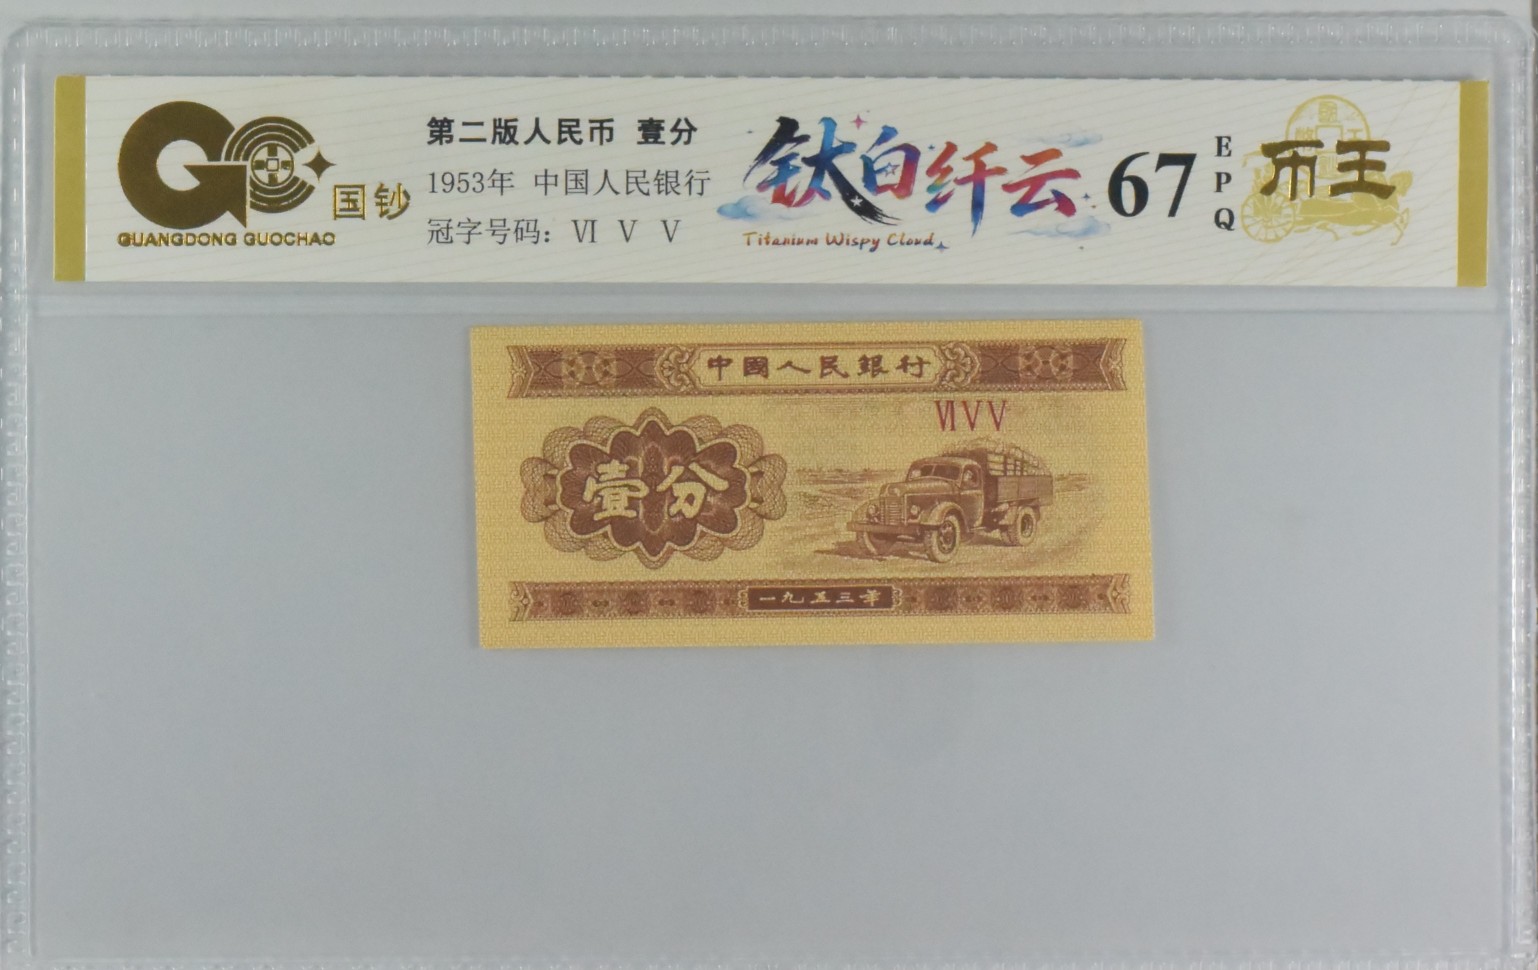 GUANGDONG GUOCHAO
国钞
第二版人民币 壹分
1953年 中国人民银行
冠字号码：Ⅵ Ⅴ Ⅴ
钛白纤云
Titanium Wispy Cloud
67
EPQ
币王
中國人民銀行
ⅥⅤⅤ
壹分
一九五三年